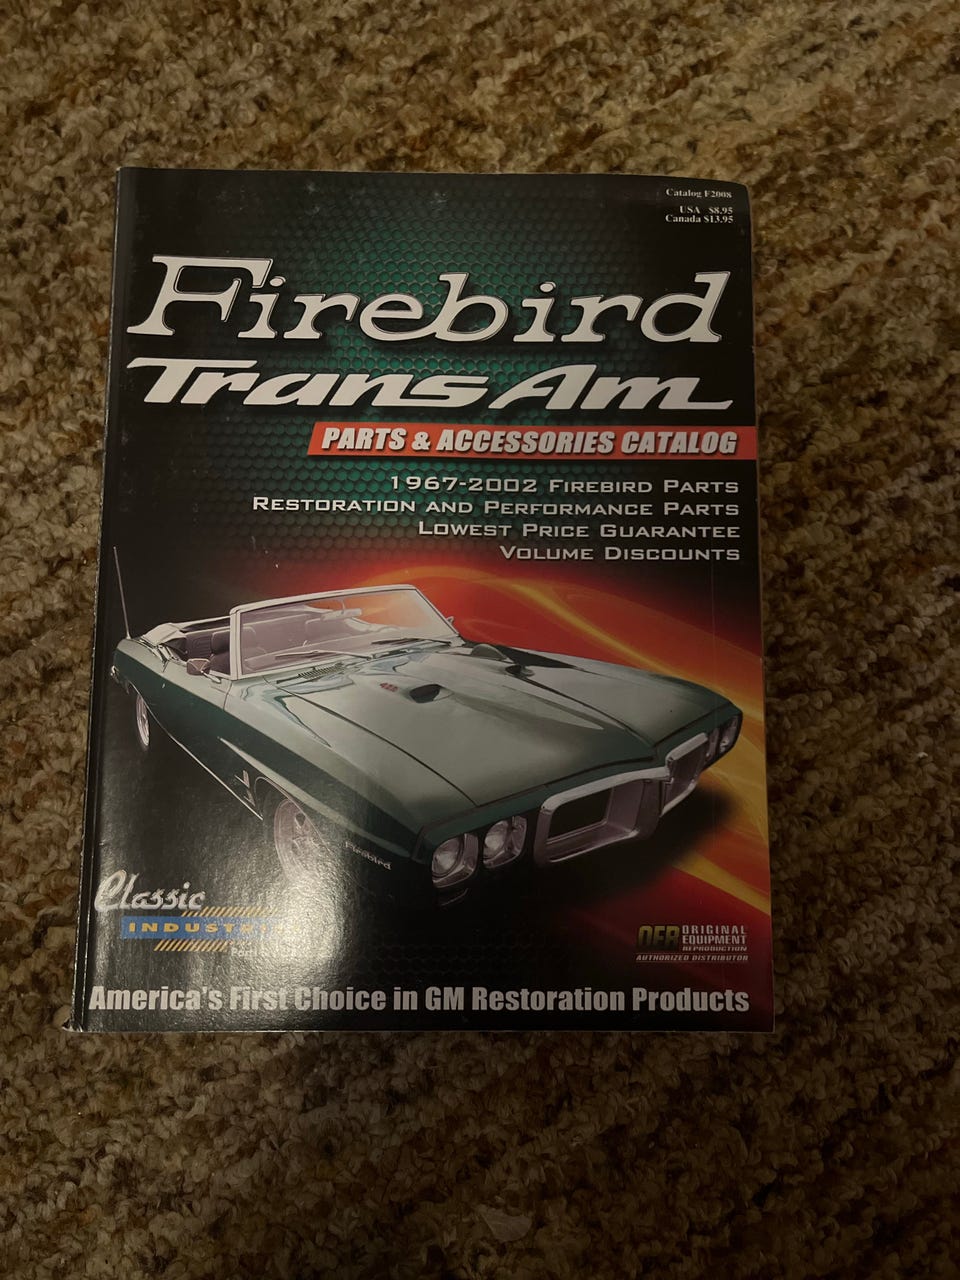 Catalog F2008
USA $8.95
Canada $13.95
Firebird
Trans Am
PARTS & ACCESSORIES CATALOG
1967-2002 FIREBIRD PARTS
RESTORATION AND PERFORMANCE PARTS
LOWEST PRICE GUARANTEE
VOLUME DISCOUNTS
Firebird
Classic
OER ORIGINAL
EQUIPMENT
REPRODUCTION
AUTHORIZED DISTRIBUTOR
America's First Choice in GM Restoration Products